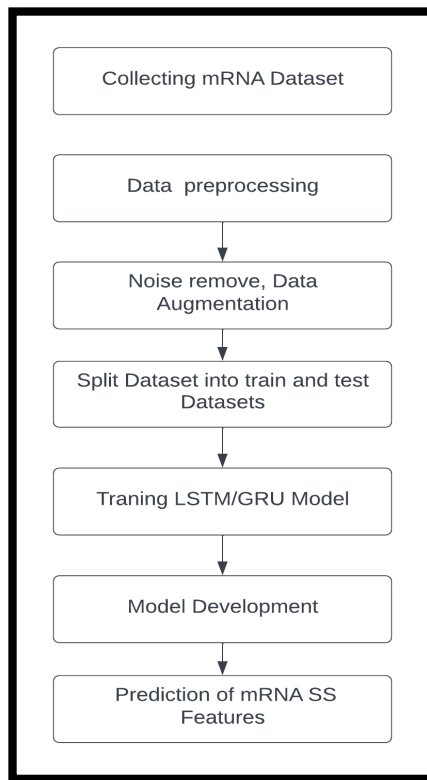 Collecting mRNA Dataset
Data preprocessing
Noise remove, Data
Augmentation
Split Dataset into train and test
Datasets
Traning LSTM/GRU Model
Model Development
Prediction of mRNA SS
Features